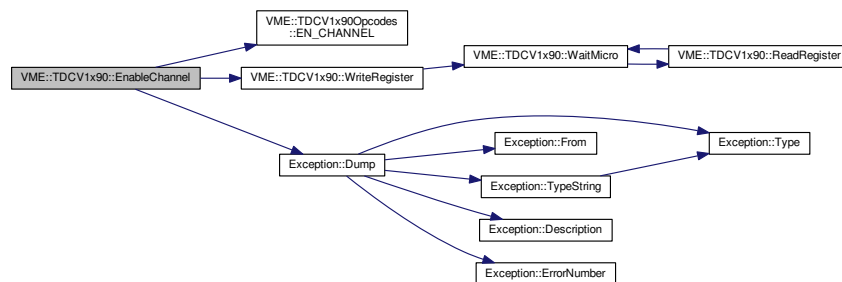 VME::TDCV1x90Opcodes
::EN_CHANNEL
VME::TDCV1x90::EnableChannel
VME::TDCV1x90::WriteRegister
VME::TDCV1x90::WaitMicro
VME::TDCV1x90::ReadRegister
Exception::Dump
Exception::From
Exception::Type
Exception::TypeString
Exception::Description
Exception::ErrorNumber